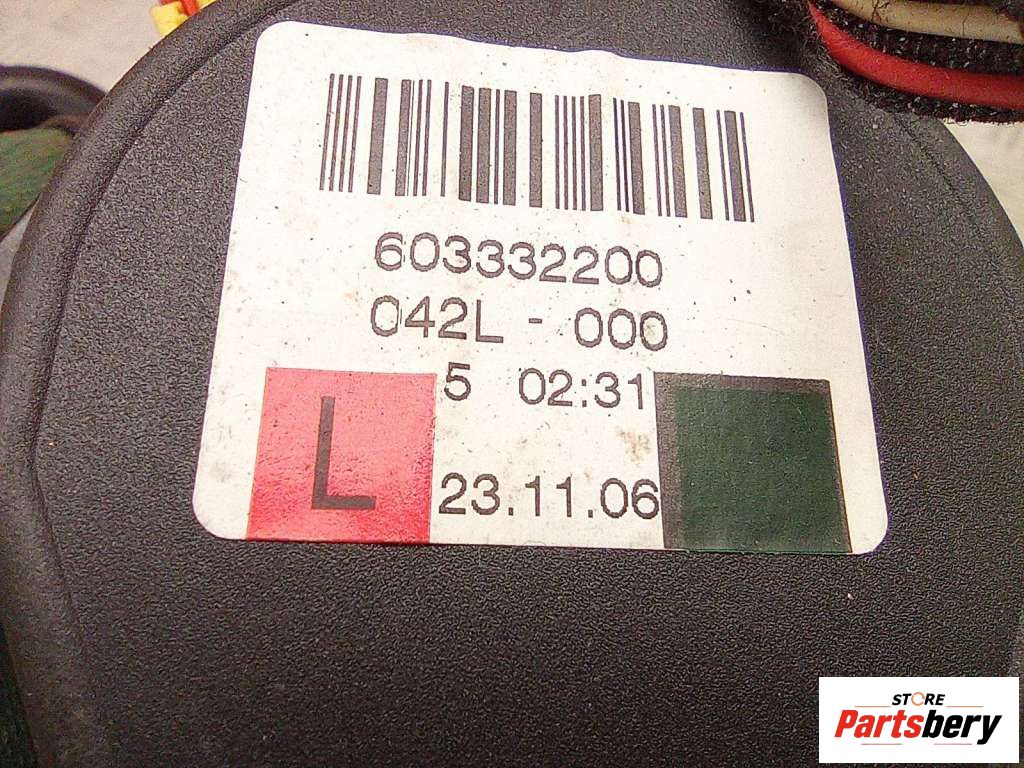 603332200
042L - 000
5 02:31
L
23.11.06
STORE
Partsbery